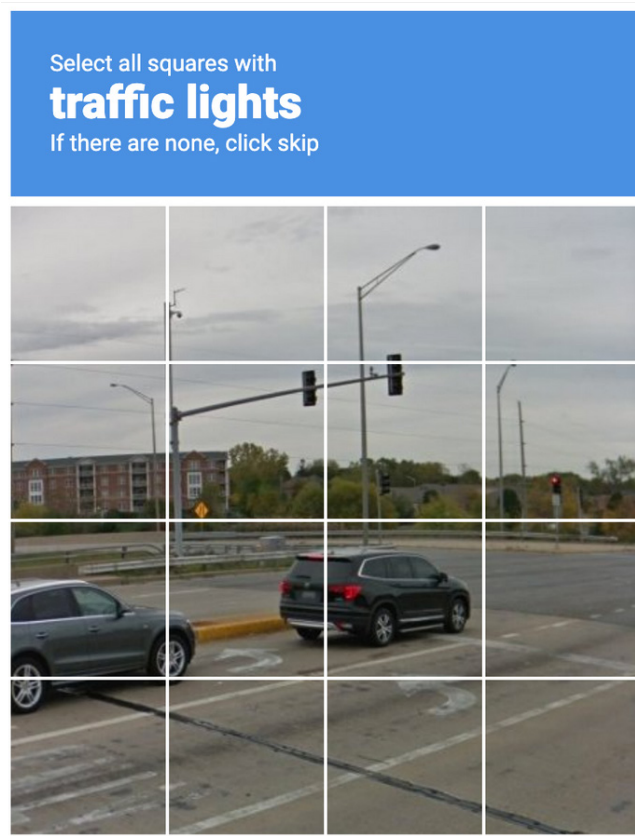 Select all squares with
traffic lights
If there are none, click skip